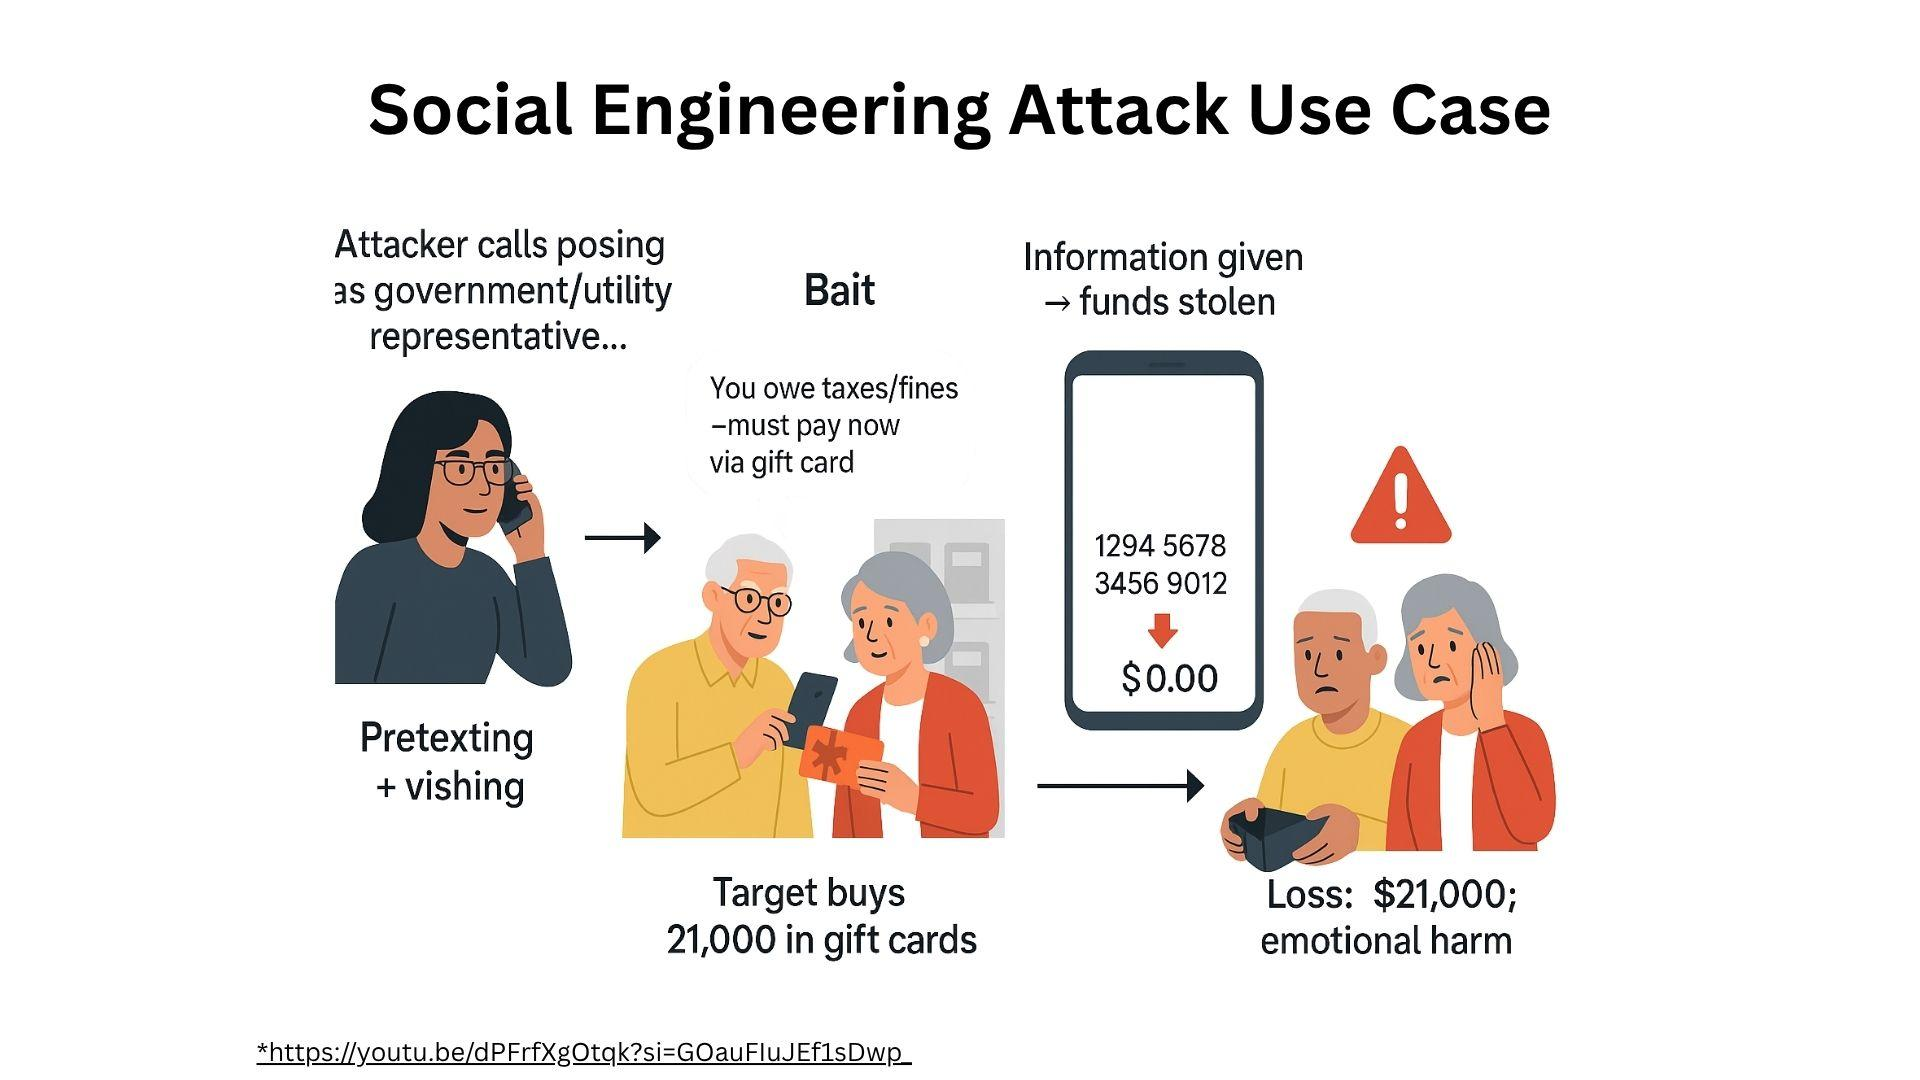 Social Engineering Attack Use Case
Attacker calls posing
as government/utility
representative...
Pretexting
+ vishing
Bait
You owe taxes/fines
–must pay now
via gift card
Target buys
21,000 in gift cards
Information given
→ funds stolen
1294 5678
3456 9012
$0.00
Loss: $21,000;
emotional harm
*https://youtu.be/dPFrfXgOtqk?si=GOauFIuJEf1sDwp_